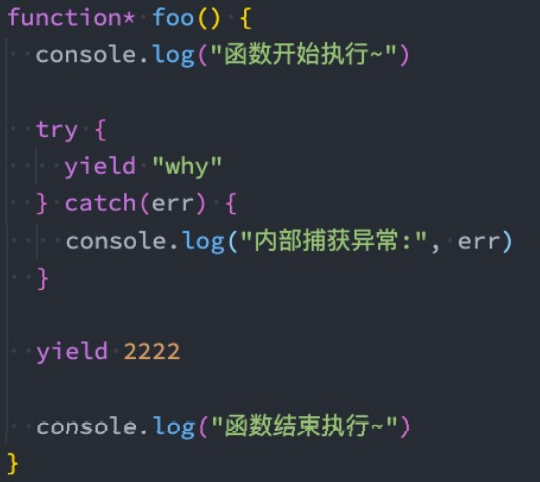 function* foo() {
  console.log("函数开始执行~")

  try {
    yield "why"
  } catch(err) {
    console.log("内部捕获异常:", err)
  }

  yield 2222

  console.log("函数结束执行~")
}